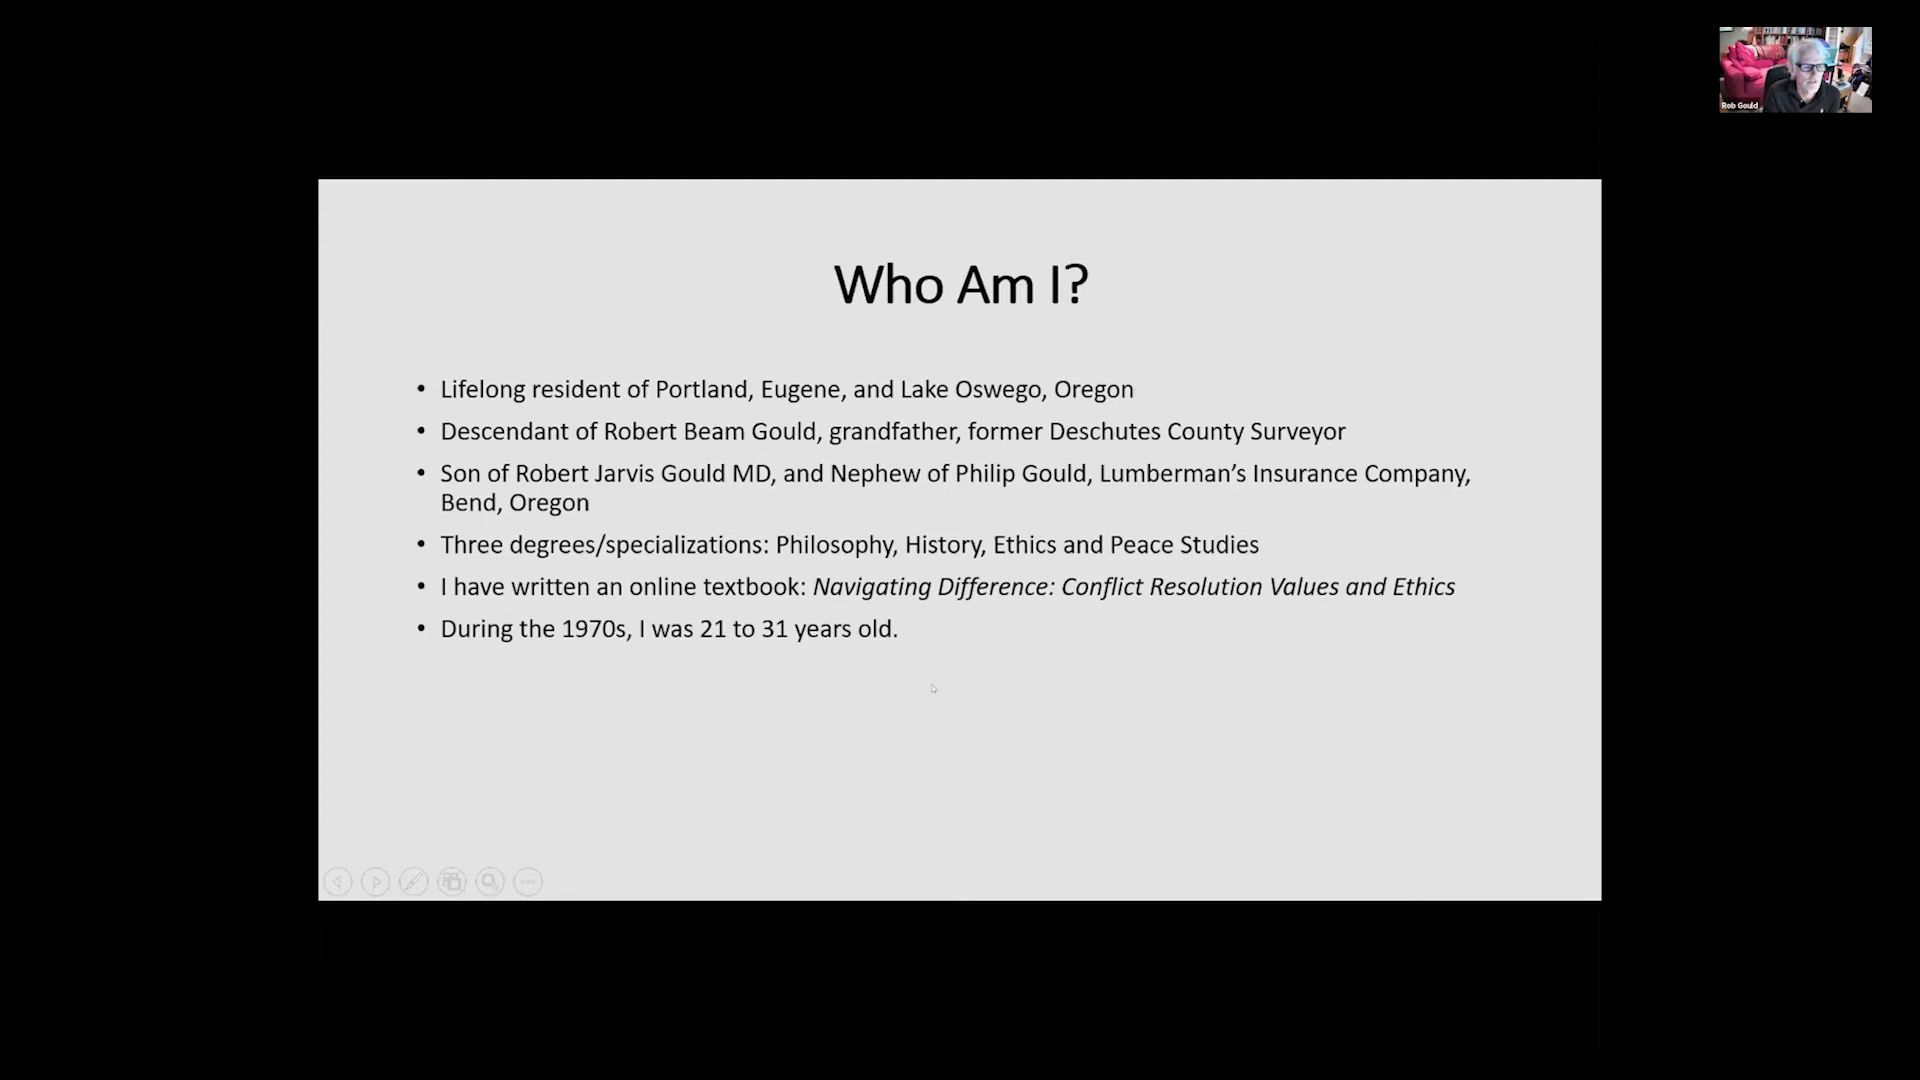 Rob Gould
Who Am I?
• Lifelong resident of Portland, Eugene, and Lake Oswego, Oregon
• Descendant of Robert Beam Gould, grandfather, former Deschutes County Surveyor
• Son of Robert Jarvis Gould MD, and Nephew of Philip Gould, Lumberman’s Insurance Company,
Bend, Oregon
• Three degrees/specializations: Philosophy, History, Ethics and Peace Studies
• I have written an online textbook: Navigating Difference: Conflict Resolution Values and Ethics
• During the 1970s, I was 21 to 31 years old.